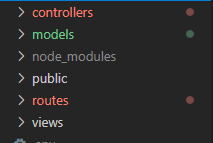 controllers
models
node_modules
public
routes
views